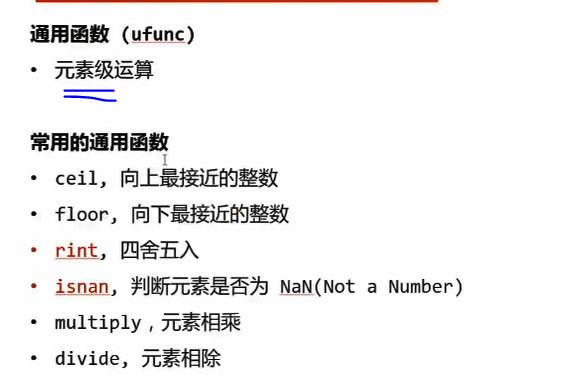 通用函数 (ufunc)
• 元素级运算
常用的通用函数
• ceil, 向上最接近的整数
• floor, 向下最接近的整数
• rint, 四舍五入
• isnan, 判断元素是否为 NaN(Not a Number)
• multiply，元素相乘
• divide, 元素相除